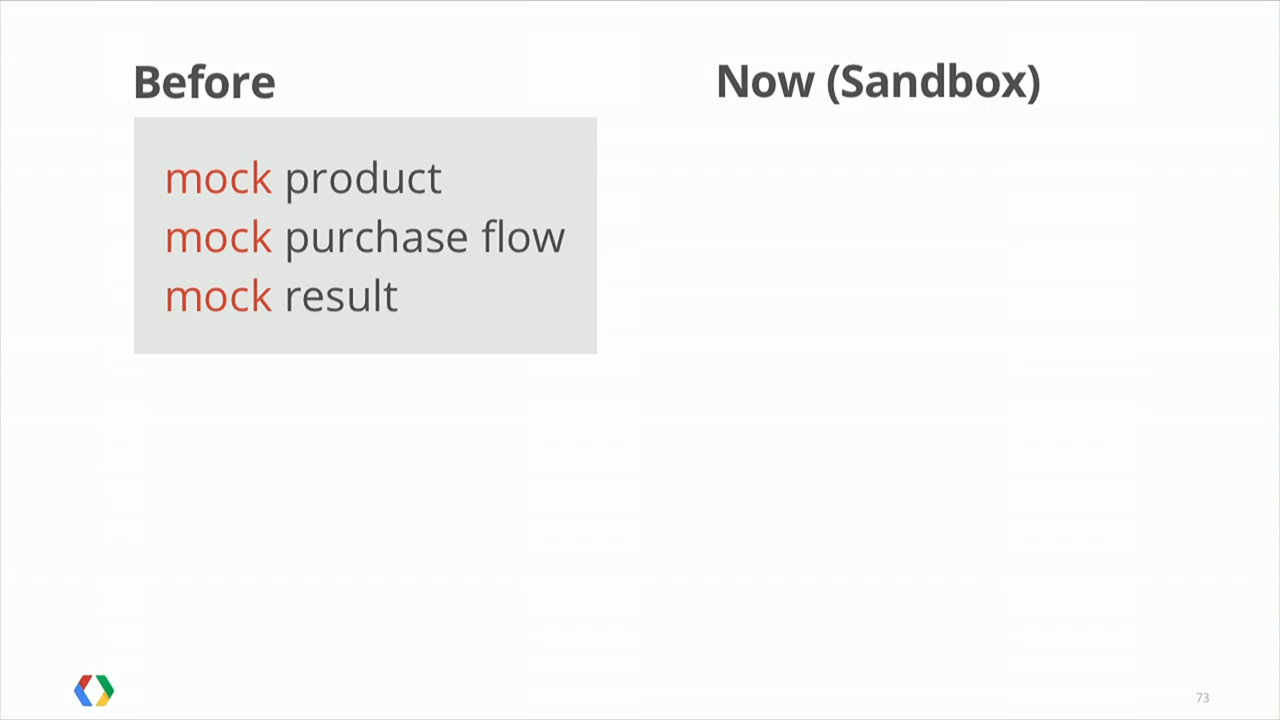 Before
Now (Sandbox)
mock product
mock purchase flow
mock result
73